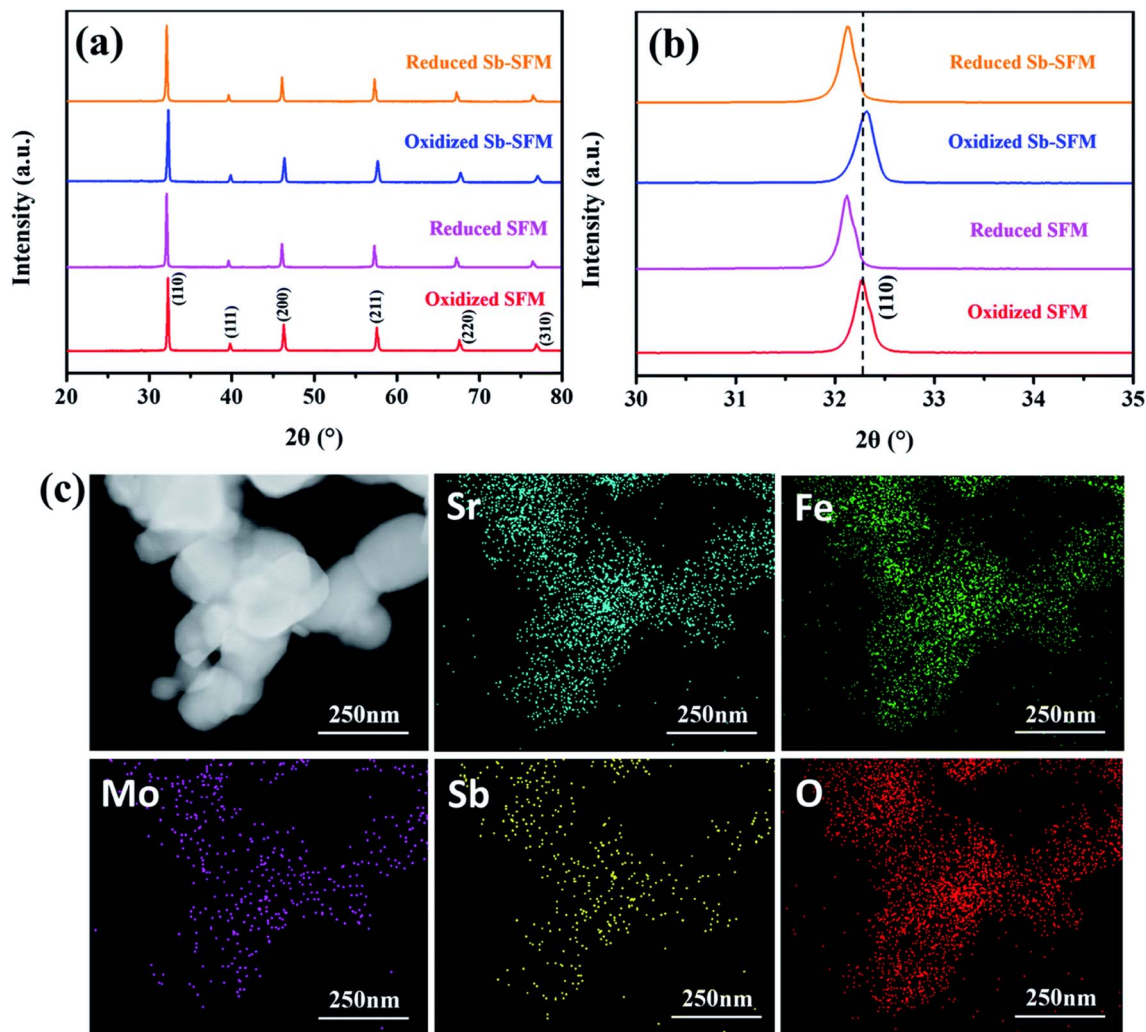 (a)
Reduced Sb-SFM
Oxidized Sb-SFM
Reduced SFM
Oxidized SFM
(110)
(111)
(200)
(211)
(220)
(310)
Intensity (a.u.)
20 30 40 50 60 70 80
2θ (°)
(b)
Reduced Sb-SFM
Oxidized Sb-SFM
Reduced SFM
Oxidized SFM
(110)
Intensity (a.u.)
30 31 32 33 34 35
2θ (°)
(c)
250nm
Sr
250nm
Fe
250nm
Mo
250nm
Sb
250nm
O
250nm